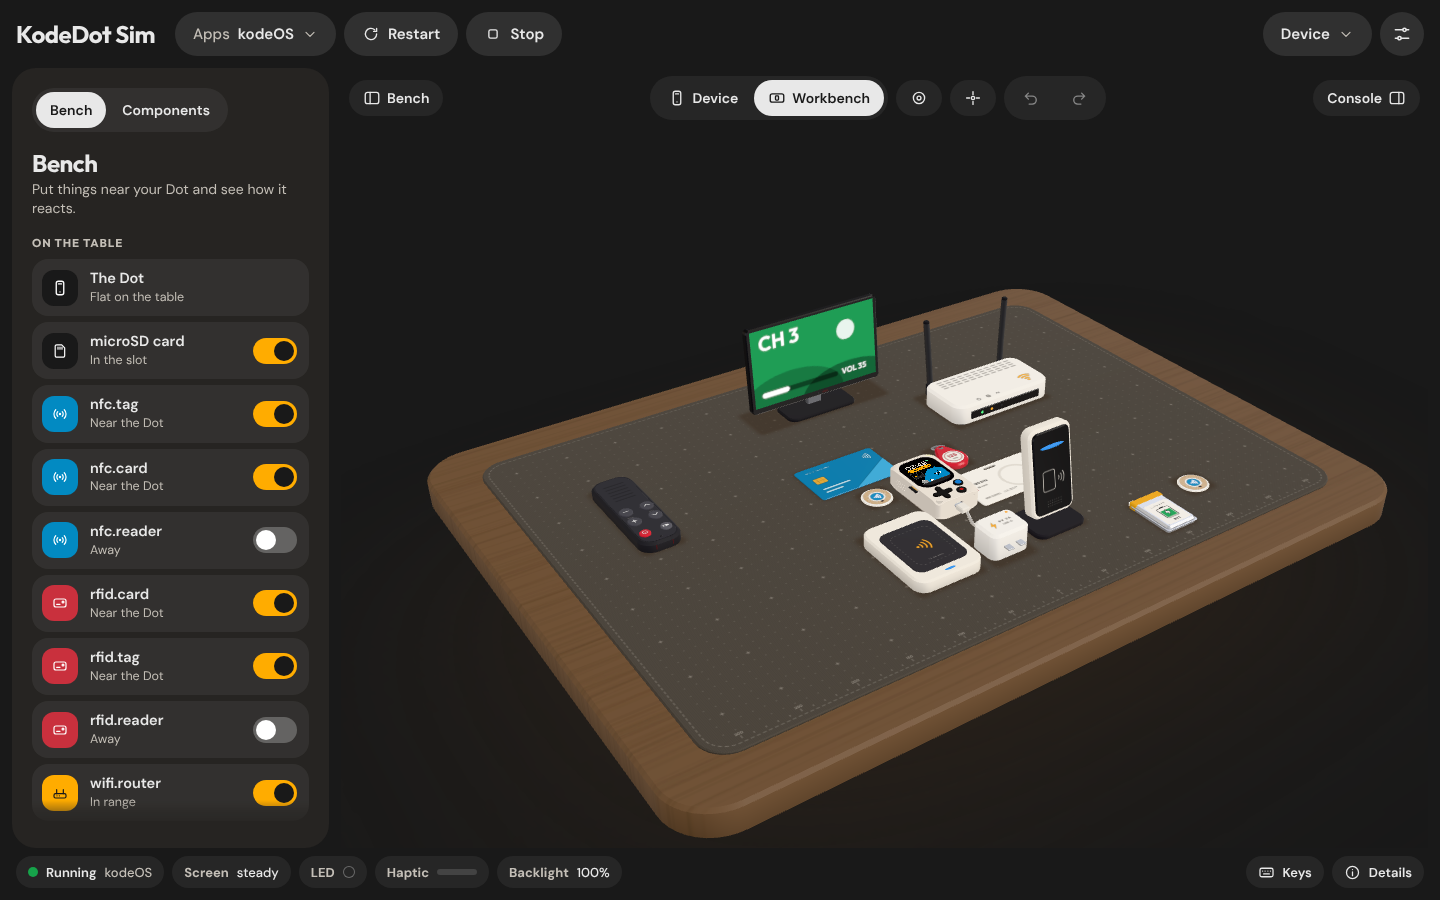 KodeDot Sim
Apps kodeOS
Restart
Stop
Device
Bench
Components
Bench
Device
Workbench
Console
Bench
Put things near your Dot and see how it
reacts.
ON THE TABLE
The Dot
Flat on the table
microSD card
In the slot
nfc.tag
Near the Dot
nfc.card
Near the Dot
nfc.reader
Away
rfid.card
Near the Dot
rfid.tag
Near the Dot
rfid.reader
Away
wifi.router
In range
CH 3
VOL 35
Running kodeOS
Screen steady
LED
Haptic
Backlight 100%
Keys
Details